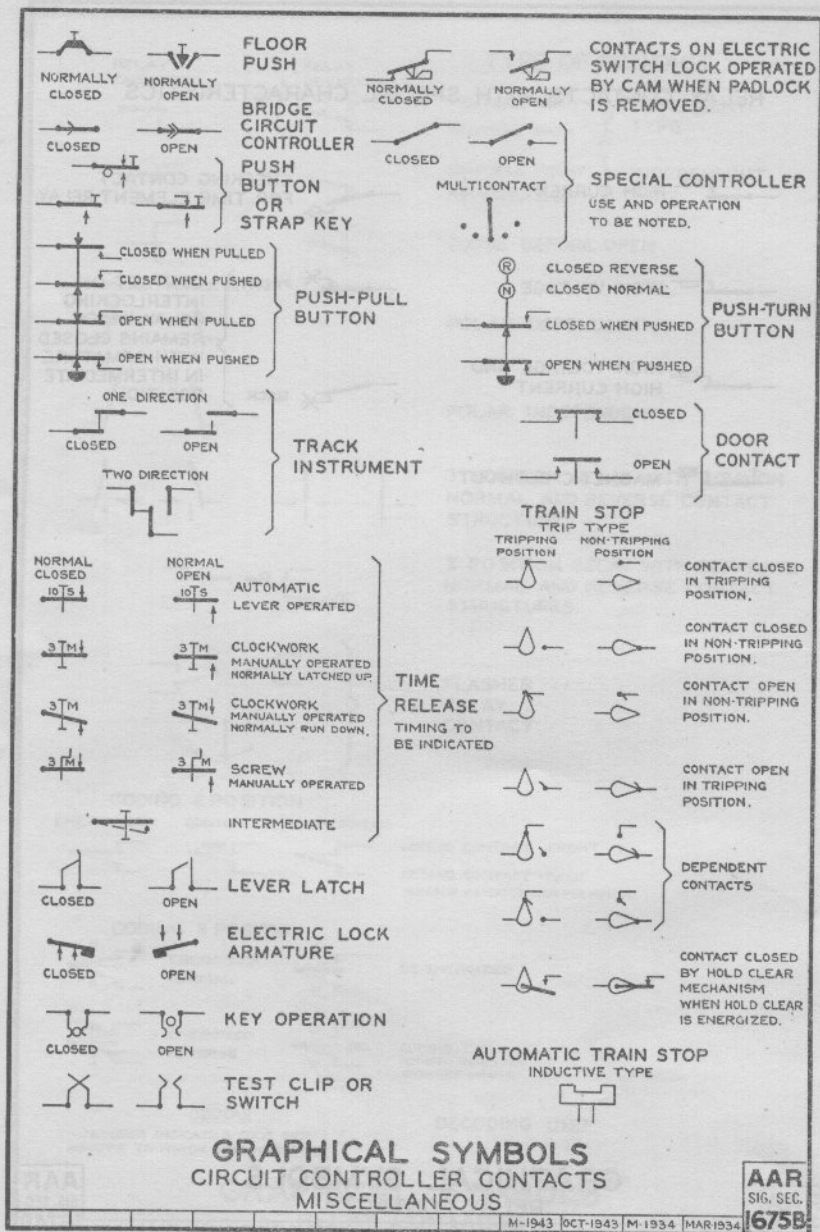 FLOOR
PUSH
NORMALLY
CLOSED
NORMALLY
OPEN
BRIDGE
CIRCUIT
CONTROLLER
CLOSED
OPEN
PUSH
BUTTON
OR
STRAP KEY
CLOSED WHEN PULLED
CLOSED WHEN PUSHED
OPEN WHEN PULLED
OPEN WHEN PUSHED
PUSH-PULL
BUTTON
ONE DIRECTION
CLOSED
OPEN
TWO DIRECTION
TRACK
INSTRUMENT
NORMAL
CLOSED
NORMAL
OPEN
10 S
10 S
AUTOMATIC
LEVER OPERATED
3 M
3 M
CLOCKWORK
MANUALLY OPERATED
NORMALLY LATCHED UP.
3 M
3 M
CLOCKWORK
MANUALLY OPERATED
NORMALLY RUN DOWN.
3 M
3 M
SCREW
MANUALLY OPERATED
INTERMEDIATE
TIME
RELEASE
TIMING TO
BE INDICATED
CLOSED
OPEN
LEVER LATCH
CLOSED
OPEN
ELECTRIC LOCK
ARMATURE
CLOSED
OPEN
KEY OPERATION
TEST CLIP OR
SWITCH
NORMALLY
CLOSED
NORMALLY
OPEN
CONTACTS ON ELECTRIC
SWITCH LOCK OPERATED
BY CAM WHEN PADLOCK
IS REMOVED.
CLOSED
OPEN
MULTICONTACT
SPECIAL CONTROLLER
USE AND OPERATION
TO BE NOTED.
R
CLOSED REVERSE
N
CLOSED NORMAL
CLOSED WHEN PUSHED
OPEN WHEN PUSHED
PUSH-TURN
BUTTON
CLOSED
OPEN
DOOR
CONTACT
TRAIN STOP
TRIP TYPE
TRIPPING
POSITION
NON-TRIPPING
POSITION
CONTACT CLOSED
IN TRIPPING
POSITION.
CONTACT CLOSED
IN NON-TRIPPING
POSITION.
CONTACT OPEN
IN NON-TRIPPING
POSITION.
CONTACT OPEN
IN TRIPPING
POSITION.
DEPENDENT
CONTACTS
CONTACT CLOSED
BY HOLD CLEAR
MECHANISM
WHEN HOLD CLEAR
IS ENERGIZED.
AUTOMATIC TRAIN STOP
INDUCTIVE TYPE
GRAPHICAL SYMBOLS
CIRCUIT CONTROLLER CONTACTS
MISCELLANEOUS
M-1943 OCT-1943 M-1934 MAR 1934
AAR
SIG. SEC.
1675B